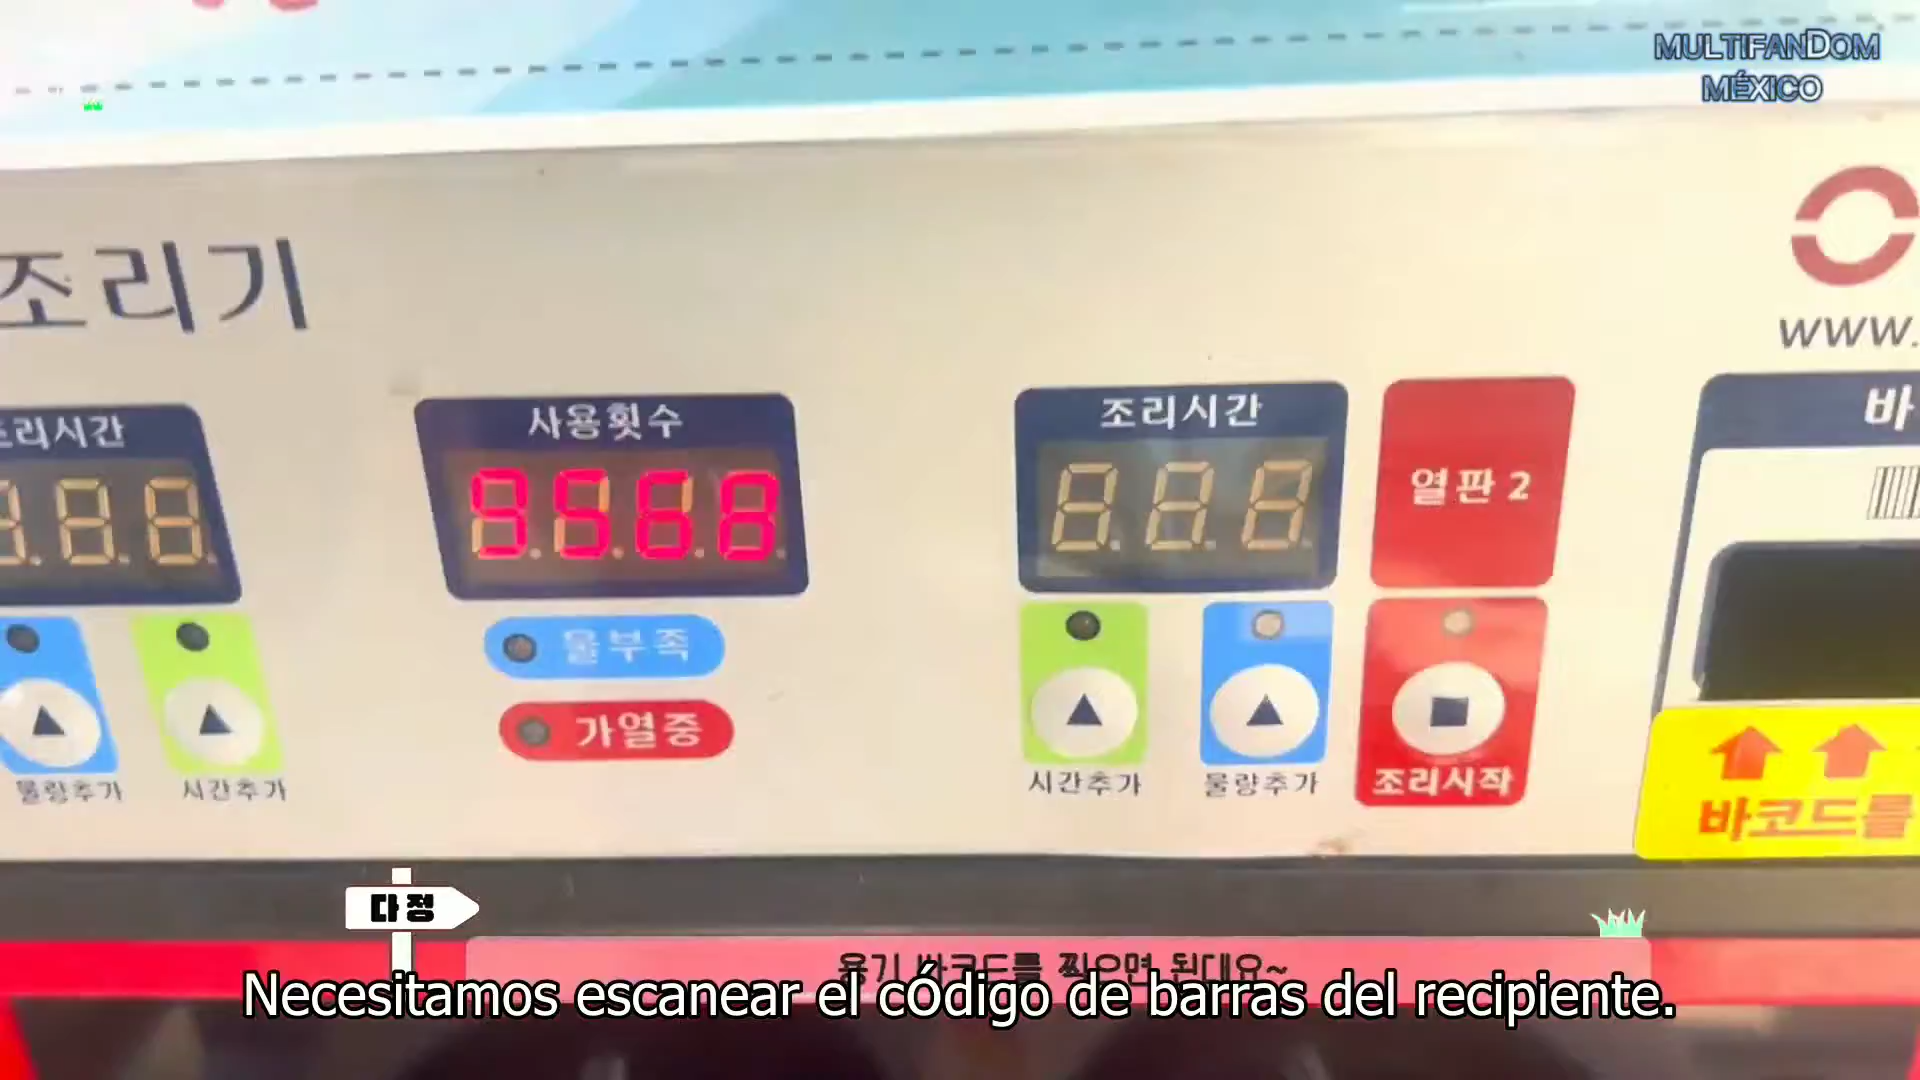 MULTIFANDOM
MÉXICO
조리기
www.
조리시간
사용횟수
조리시간
열판 2
바
9568
물부족
가열중
물량추가
시간추가
시간추가
물량추가
조리시작
바코드를
다정
용기 바코드를 찍으면 된대요~
Necesitamos escanear el código de barras del recipiente.